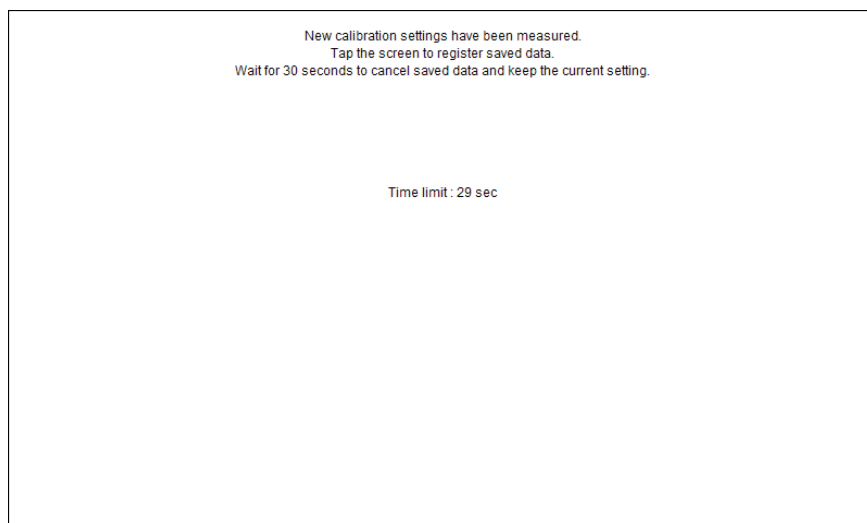 New calibration settings have been measured.
Tap the screen to register saved data.
Wait for 30 seconds to cancel saved data and keep the current setting.
Time limit : 29 sec